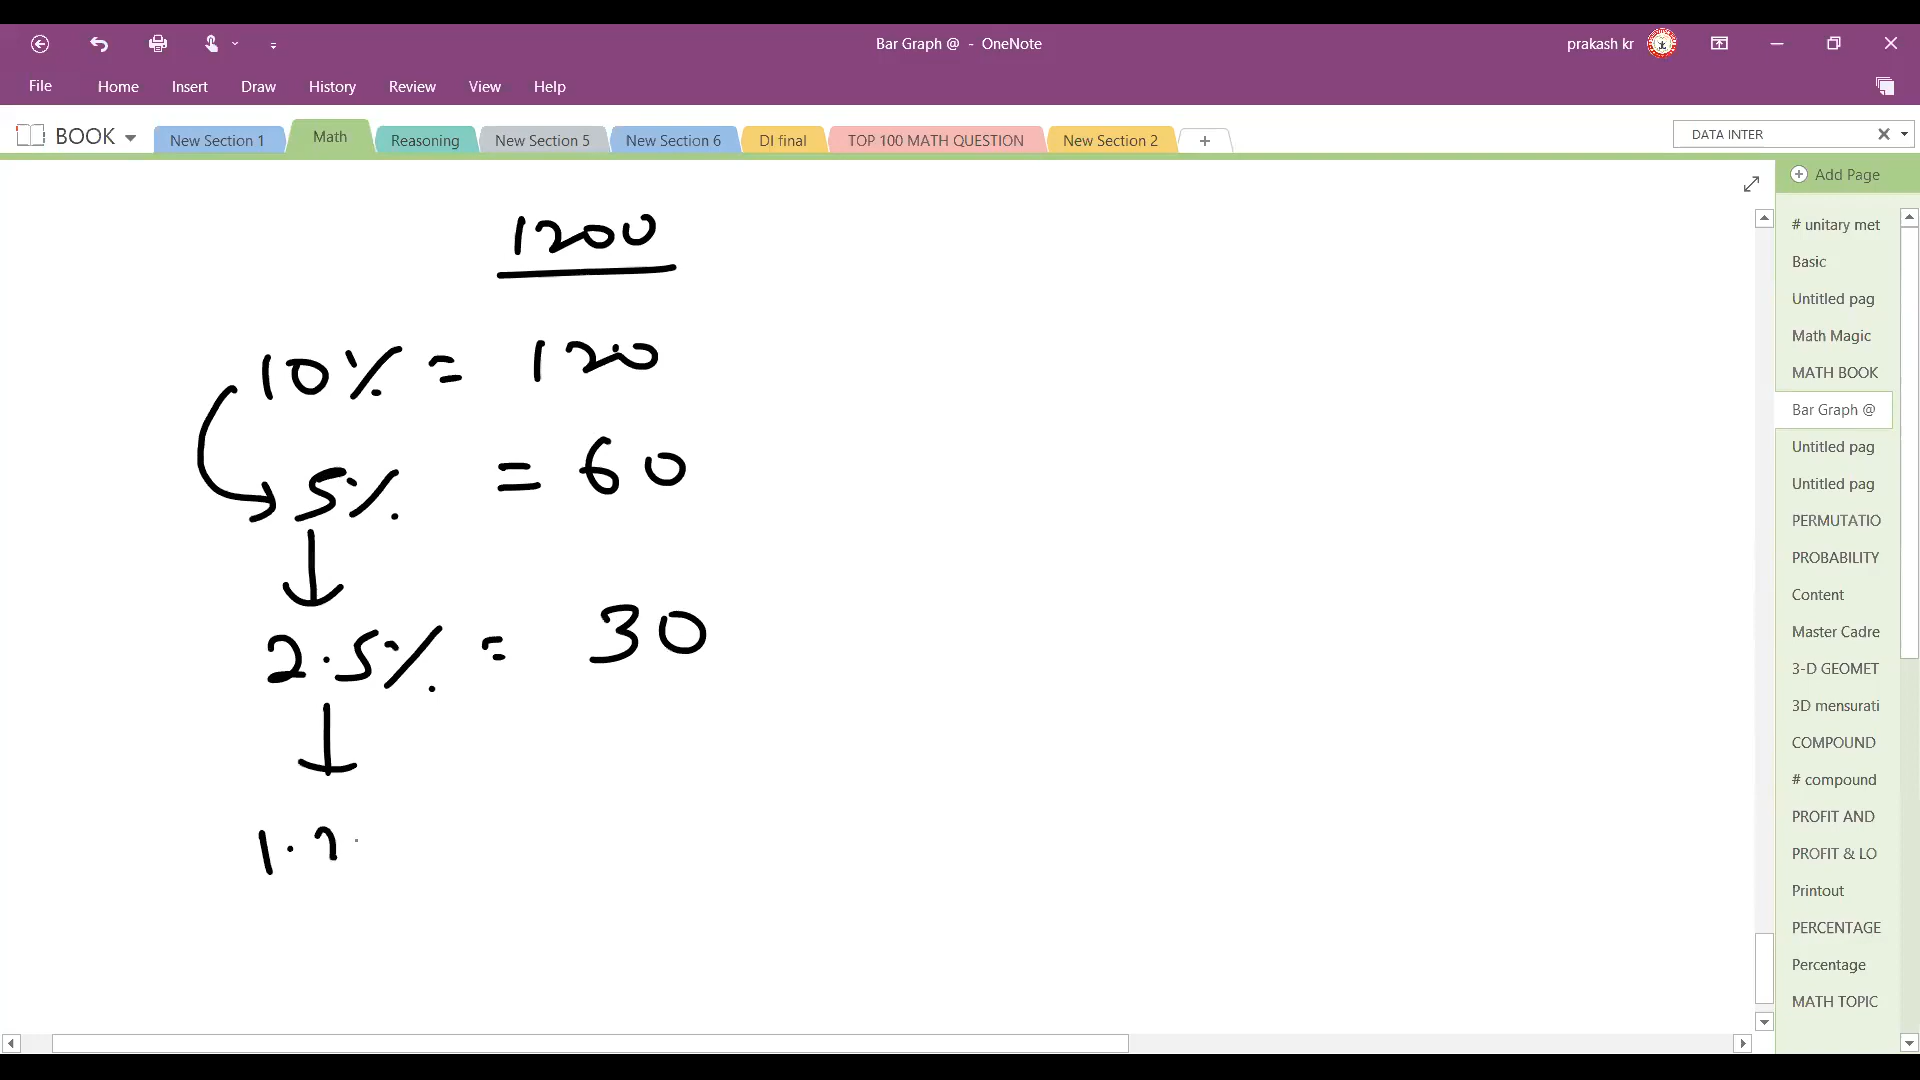 Bar Graph @ - OneNote
prakash kr
File Home Insert Draw History Review View Help
BOOK New Section 1 Math Reasoning New Section 5 New Section 6 DI final TOP 100 MATH QUESTION New Section 2 +
DATA INTER
Add Page
# unitary met
Basic
Untitled pag
Math Magic
MATH BOOK
Bar Graph @
Untitled pag
Untitled pag
PERMUTATIO
PROBABILITY
Content
Master Cadre
3-D GEOMET
3D mensurati
COMPOUND
# compound
PROFIT AND
PROFIT & LO
Printout
PERCENTAGE
Percentage
MATH TOPIC
1200
10% = 120
5% = 60
2.5% = 30
1.